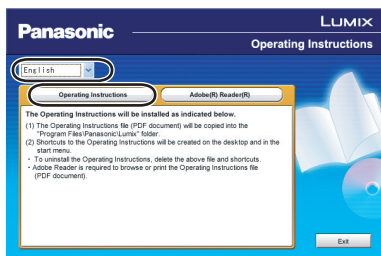 Panasonic
LUMIX
Operating Instructions
English
Operating Instructions
Adobe(R) Reader(R)
The Operating Instructions will be installed as indicated below.
(1) The Operating Instructions file (PDF document) will be copied into the
"Program Files\Panasonic\Lumix" folder.
(2) Shortcuts to the Operating Instructions will be created on the desktop and in the
start menu.
・ To uninstall the Operating Instructions, delete the above file and shortcuts.
・ Adobe Reader is required to browse or print the Operating Instructions file
(PDF document).
Exit